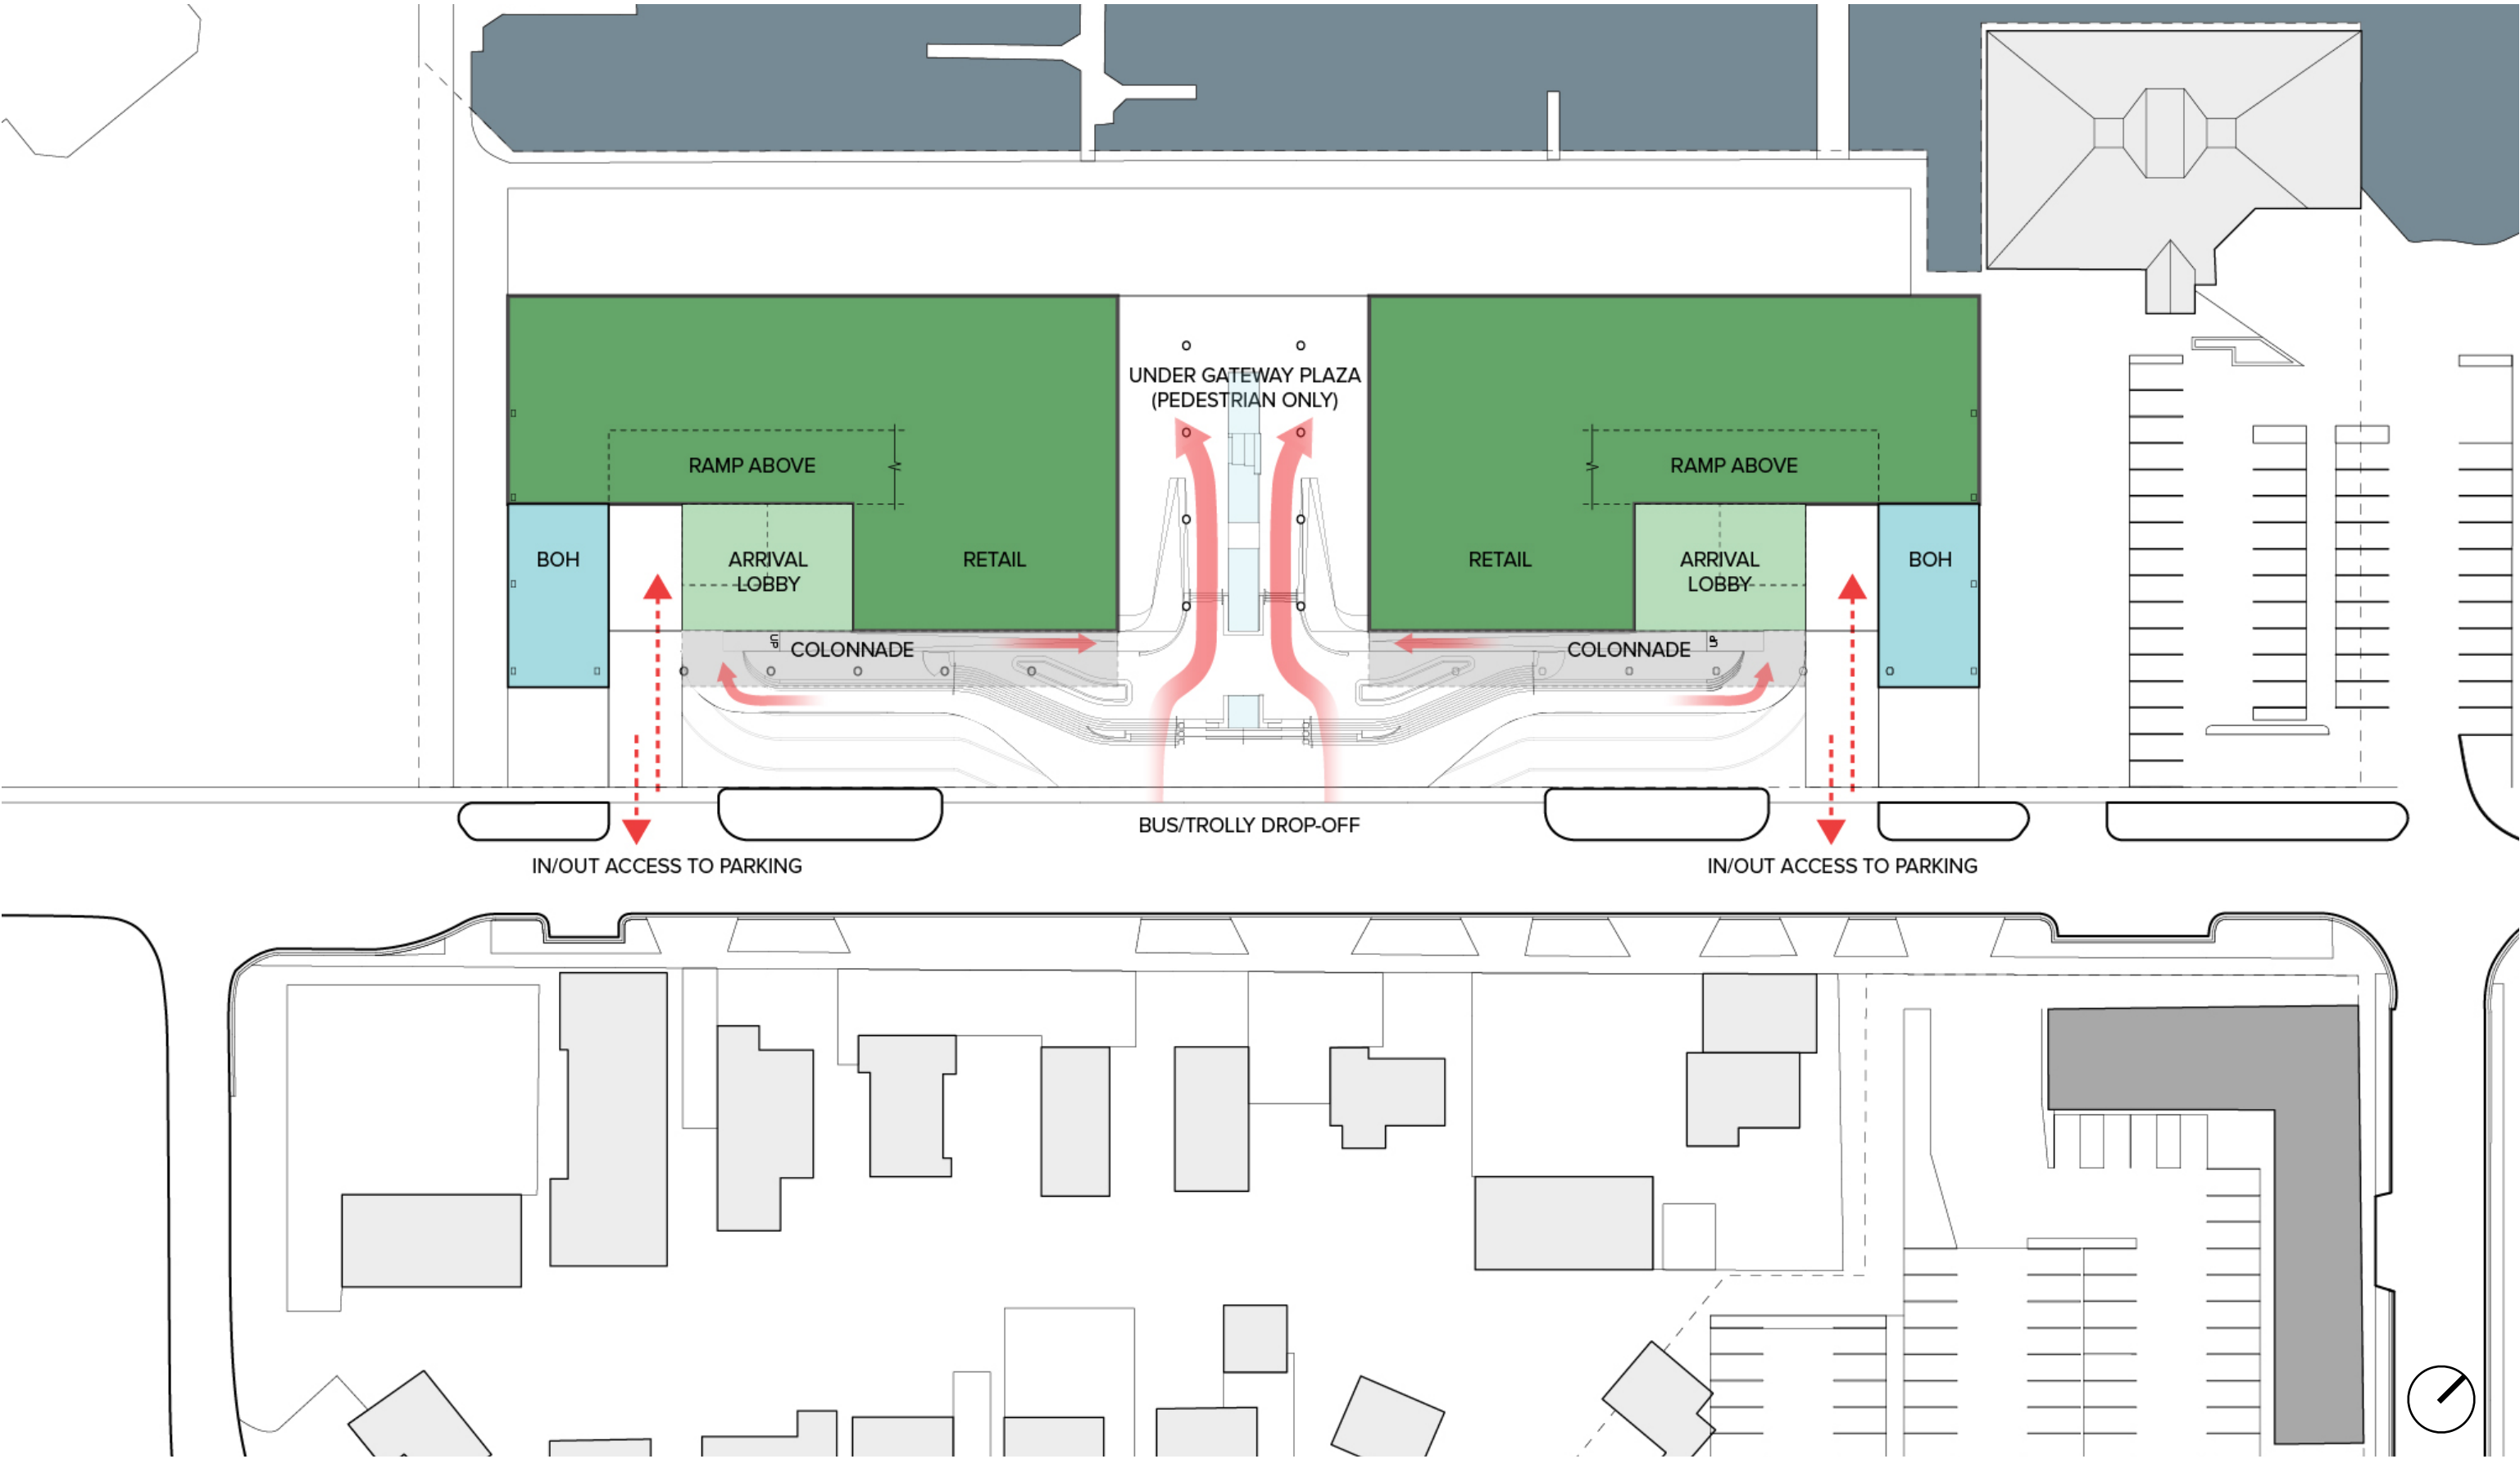 UNDER GATEWAY PLAZA
(PEDESTRIAN ONLY)
RAMP ABOVE
RAMP ABOVE
BOH
ARRIVAL
LOBBY
RETAIL
RETAIL
ARRIVAL
LOBBY
BOH
UP
COLONNADE
COLONNADE
UP
BUS/TROLLY DROP-OFF
IN/OUT ACCESS TO PARKING
IN/OUT ACCESS TO PARKING